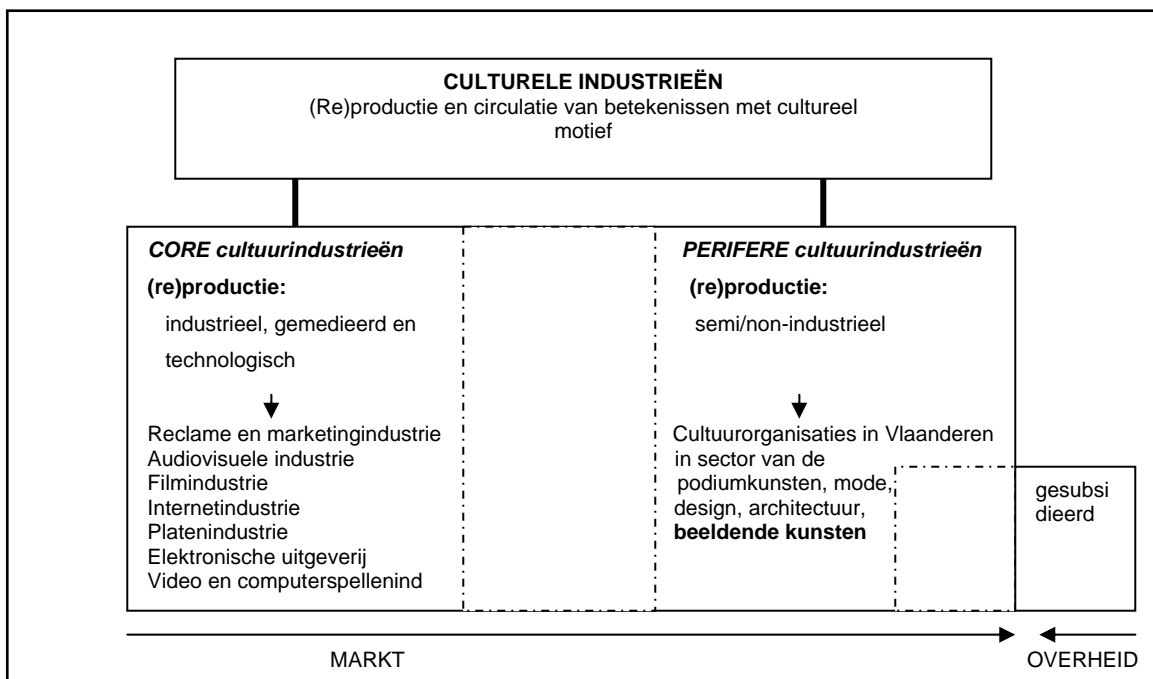 CULTURELE INDUSTRIEËN
(Re)productie en circulatie van betekenissen met cultureel
motief
CORE cultuurindustrieën
(re)productie:
industrieel, gemedieerd en
technologisch
Reclame en marketingindustrie
Audiovisuele industrie
Filmindustrie
Internetindustrie
Platenindustrie
Elektronische uitgeverij
Video en computerspellenind
PERIFERE cultuurindustrieën
(re)productie:
semi/non-industrieel
Cultuurorganisaties in Vlaanderen
in sector van de
podiumkunsten, mode,
design, architectuur,
beeldende kunsten
gesubsi
dieerd
MARKT
OVERHEID